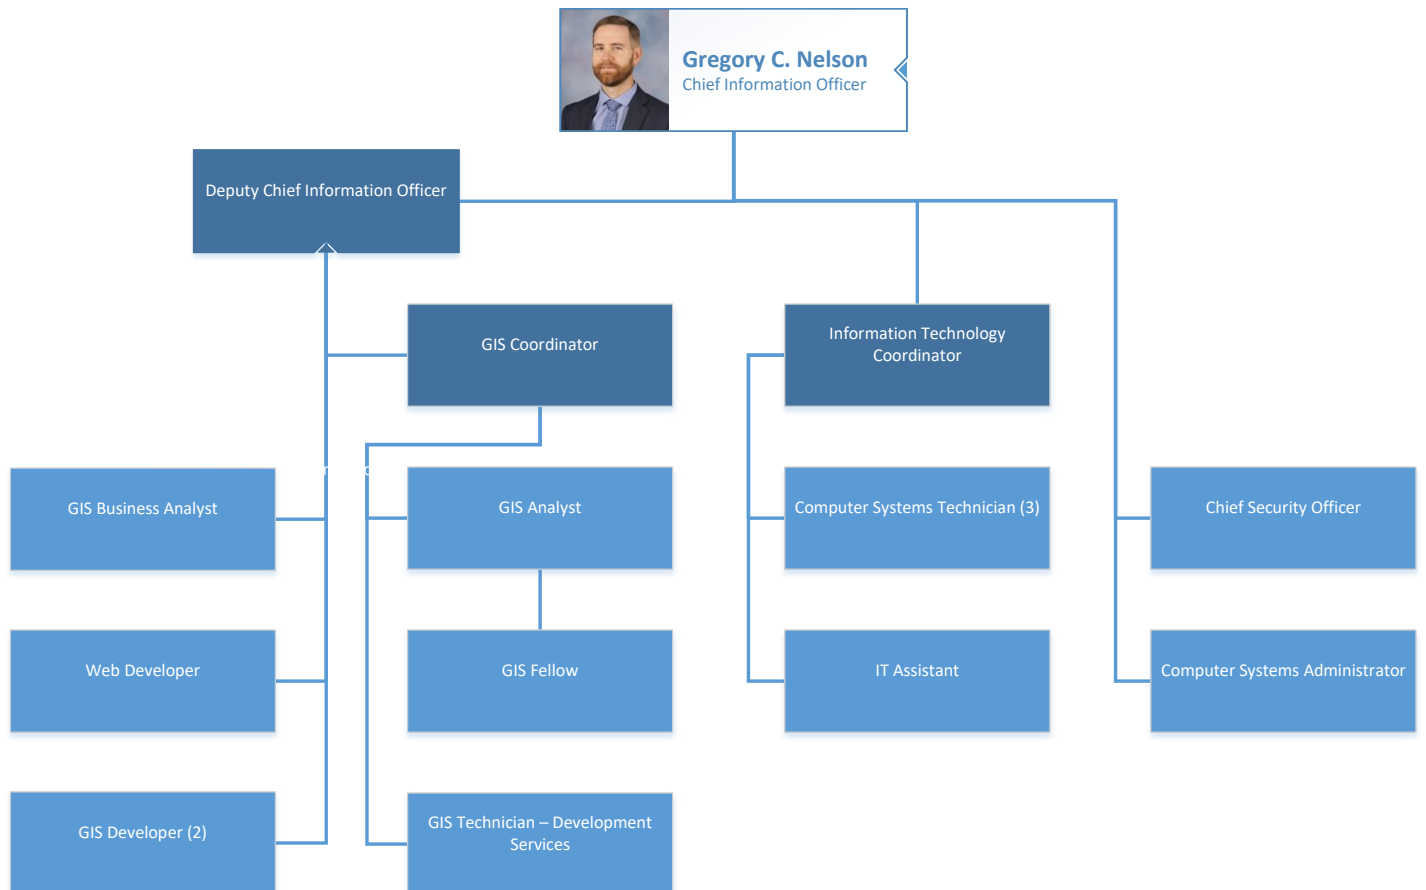 Gregory C. Nelson
Chief Information Officer
Deputy Chief Information Officer
GIS Coordinator
Information Technology
Coordinator
GIS Business Analyst
GIS Analyst
Computer Systems Technician (3)
Chief Security Officer
Web Developer
GIS Fellow
IT Assistant
Computer Systems Administrator
GIS Developer (2)
GIS Technician – Development
Services